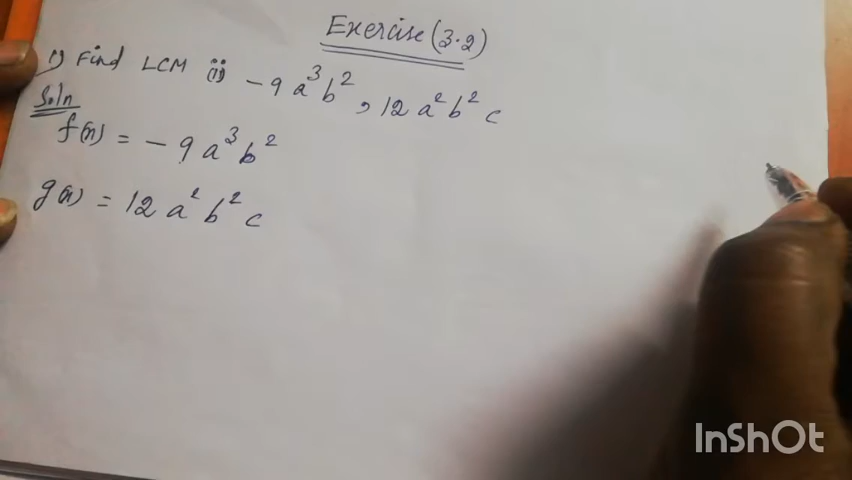 Exercise (3.2)
1) Find LCM (ii) -9a³b², 12a²b²c
Soln
f(x) = -9a³b²
g(x) = 12a²b²c
InShOt